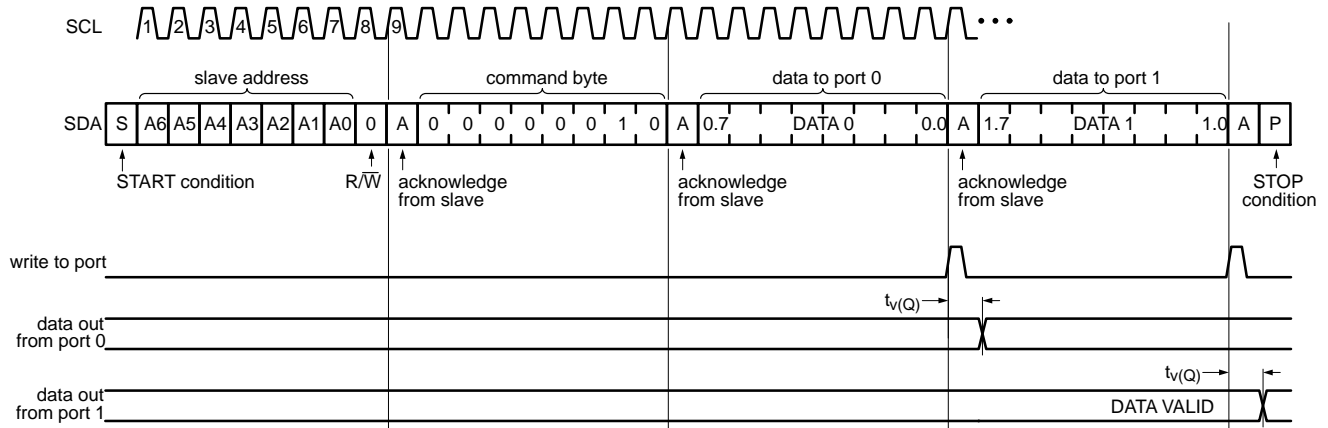 SCL 1 2 3 4 5 6 7 8 9 •••
slave address command byte data to port 0 data to port 1
SDA S A6 A5 A4 A3 A2 A1 A0 0 A 0 0 0 0 0 0 1 0 A 0.7 DATA 0 0.0 A 1.7 DATA 1 1.0 A P
START condition R/W̅ acknowledge from slave acknowledge from slave acknowledge from slave STOP condition
write to port
tv(Q)
data out
from port 0
tv(Q)
data out
from port 1 DATA VALID